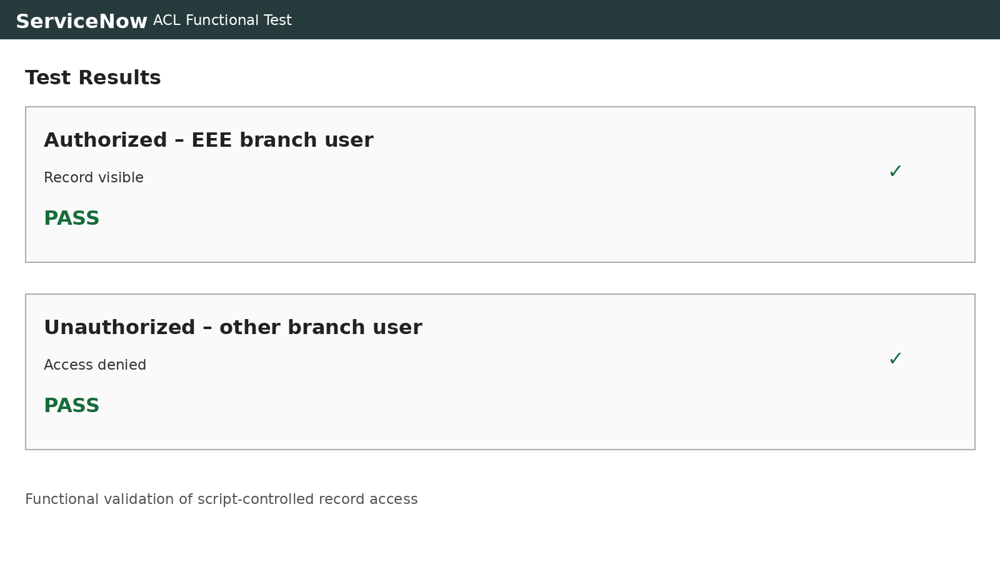 ServiceNow ACL Functional Test
Test Results
Authorized – EEE branch user
Record visible
✓
PASS
Unauthorized – other branch user
Access denied
✓
PASS
Functional validation of script-controlled record access